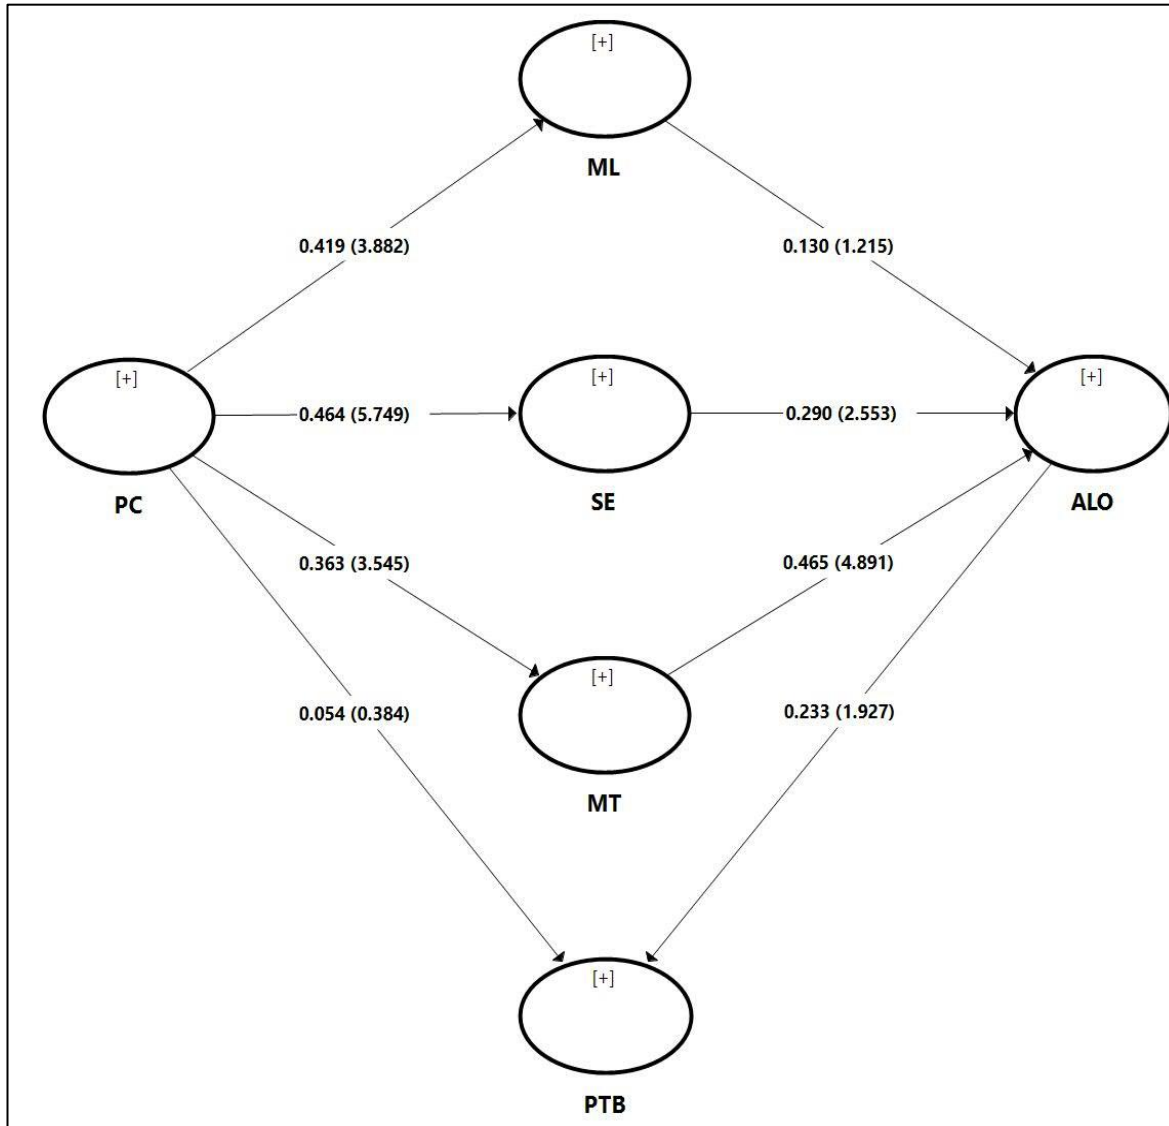 [+]
ML
0.419 (3.882)
0.130 (1.215)
[+]
[+]
[+]
0.464 (5.749)
0.290 (2.553)
PC
SE
ALO
0.363 (3.545)
0.465 (4.891)
[+]
0.054 (0.384)
0.233 (1.927)
MT
[+]
PTB